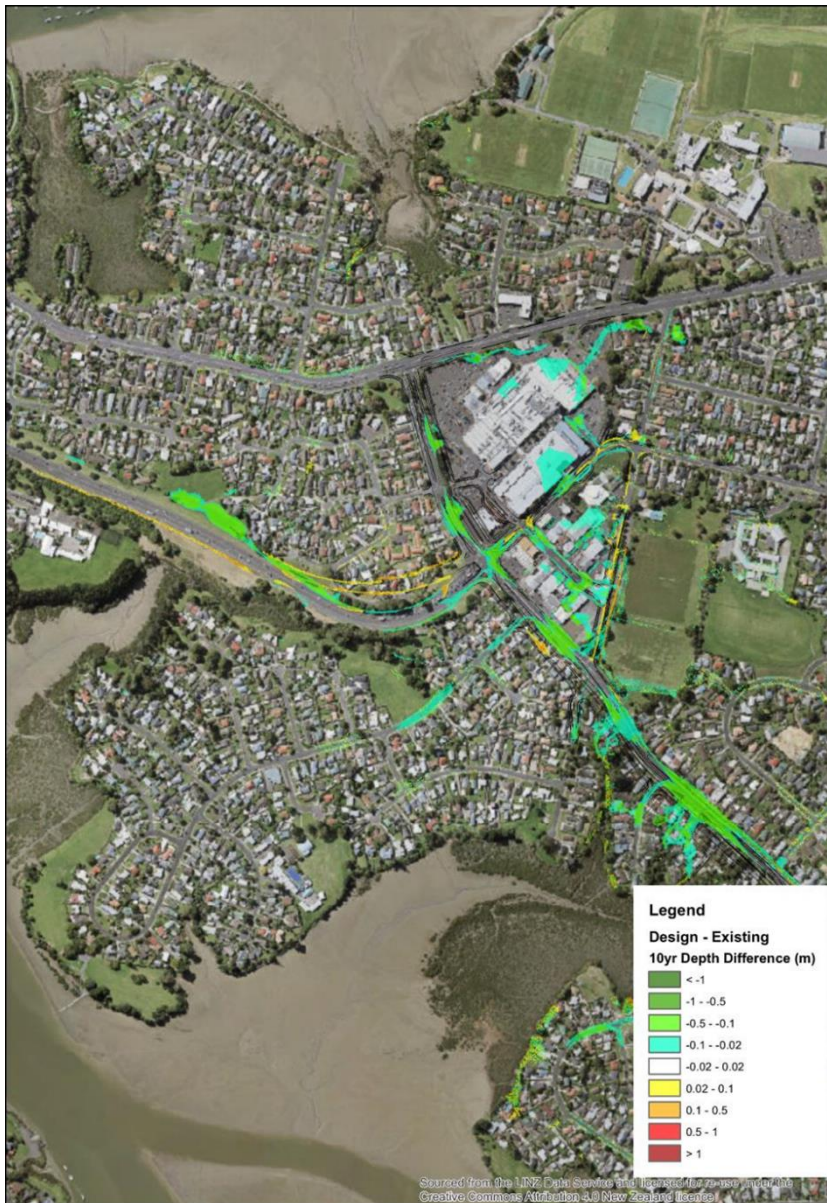 Legend
Design - Existing
10yr Depth Difference (m)
< -1
-1 - -0.5
-0.5 - -0.1
-0.1 - -0.02
-0.02 - 0.02
0.02 - 0.1
0.1 - 0.5
0.5 - 1
> 1
Sourced from the LINZ Data Service and licensed for re-use under the
Creative Commons Attribution 4.0 New Zealand licence